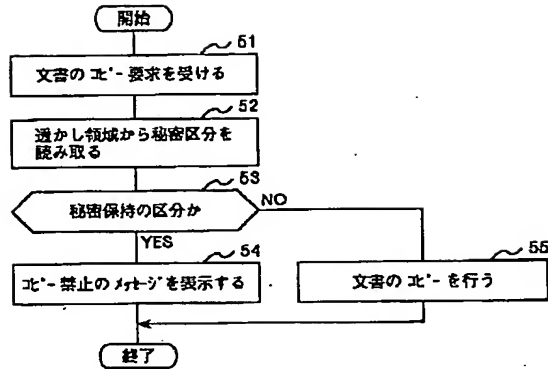 開始
51
文書のコピー要求を受ける
52
透かし領域から秘密区分を
読み取る
53
秘密保持の区分か
NO
YES
54
コピー禁止のメッセージを表示する
55
文書のコピーを行う
終了